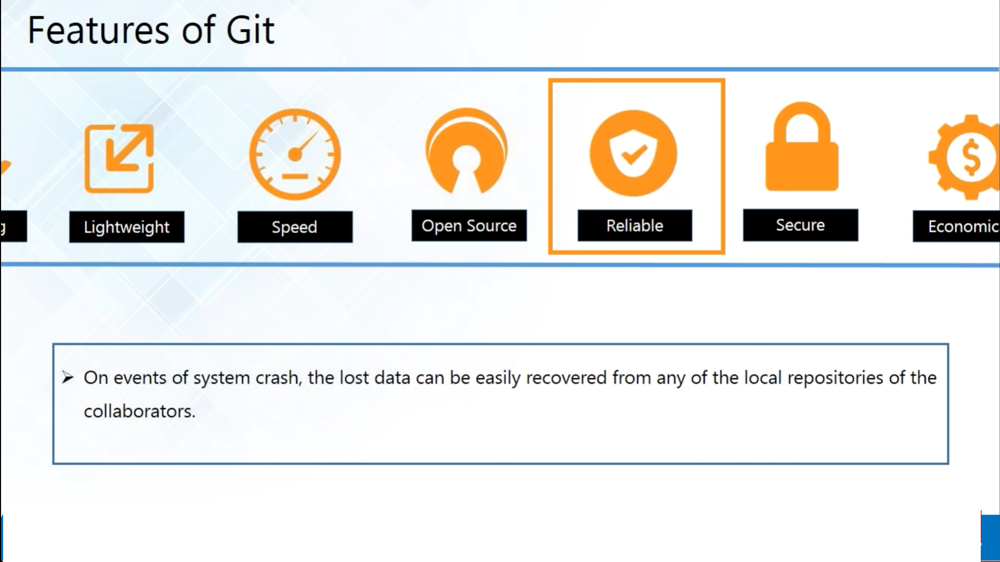 Features of Git
g
Lightweight
Speed
Open Source
Reliable
Secure
Economic
➢ On events of system crash, the lost data can be easily recovered from any of the local repositories of the
collaborators.